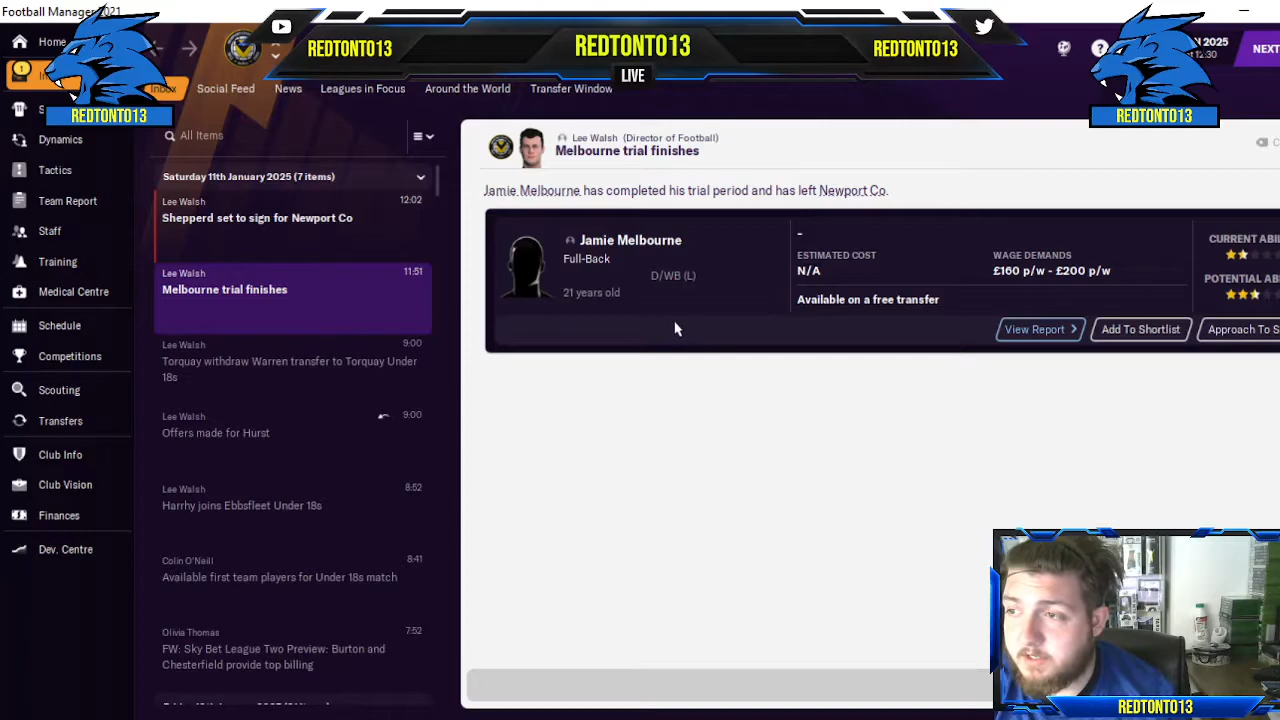 Football Manager 2021
REDTONTO13
REDTONTO13
REDTONTO13
LIVE
REDTONTO13
REDTONTO13
Home
2025
12:30
NEXT
1
Inbox
Social Feed
News
Leagues in Focus
Around the World
Transfer Window
Dynamics
Tactics
Team Report
Staff
Training
Medical Centre
Schedule
Competitions
Scouting
Transfers
Club Info
Club Vision
Finances
Dev. Centre
All Items
Saturday 11th January 2025 (7 items)
Lee Walsh 12:02
Shepperd set to sign for Newport Co
Lee Walsh 11:51
Melbourne trial finishes
Lee Walsh 9:00
Torquay withdraw Warren transfer to Torquay Under
18s
Lee Walsh 9:00
Offers made for Hurst
Lee Walsh 8:52
Harrhy joins Ebbsfleet Under 18s
Colin O'Neill 8:41
Available first team players for Under 18s match
Olivia Thomas 7:52
FW: Sky Bet League Two Preview: Burton and
Chesterfield provide top billing
Lee Walsh (Director of Football)
Melbourne trial finishes
Jamie Melbourne has completed his trial period and has left Newport Co.
Jamie Melbourne
Full-Back
D/WB (L)
21 years old
-
ESTIMATED COST
N/A
WAGE DEMANDS
£160 p/w - £200 p/w
Available on a free transfer
CURRENT ABI
POTENTIAL AB
View Report
Add To Shortlist
Approach To S
REDTONTO13